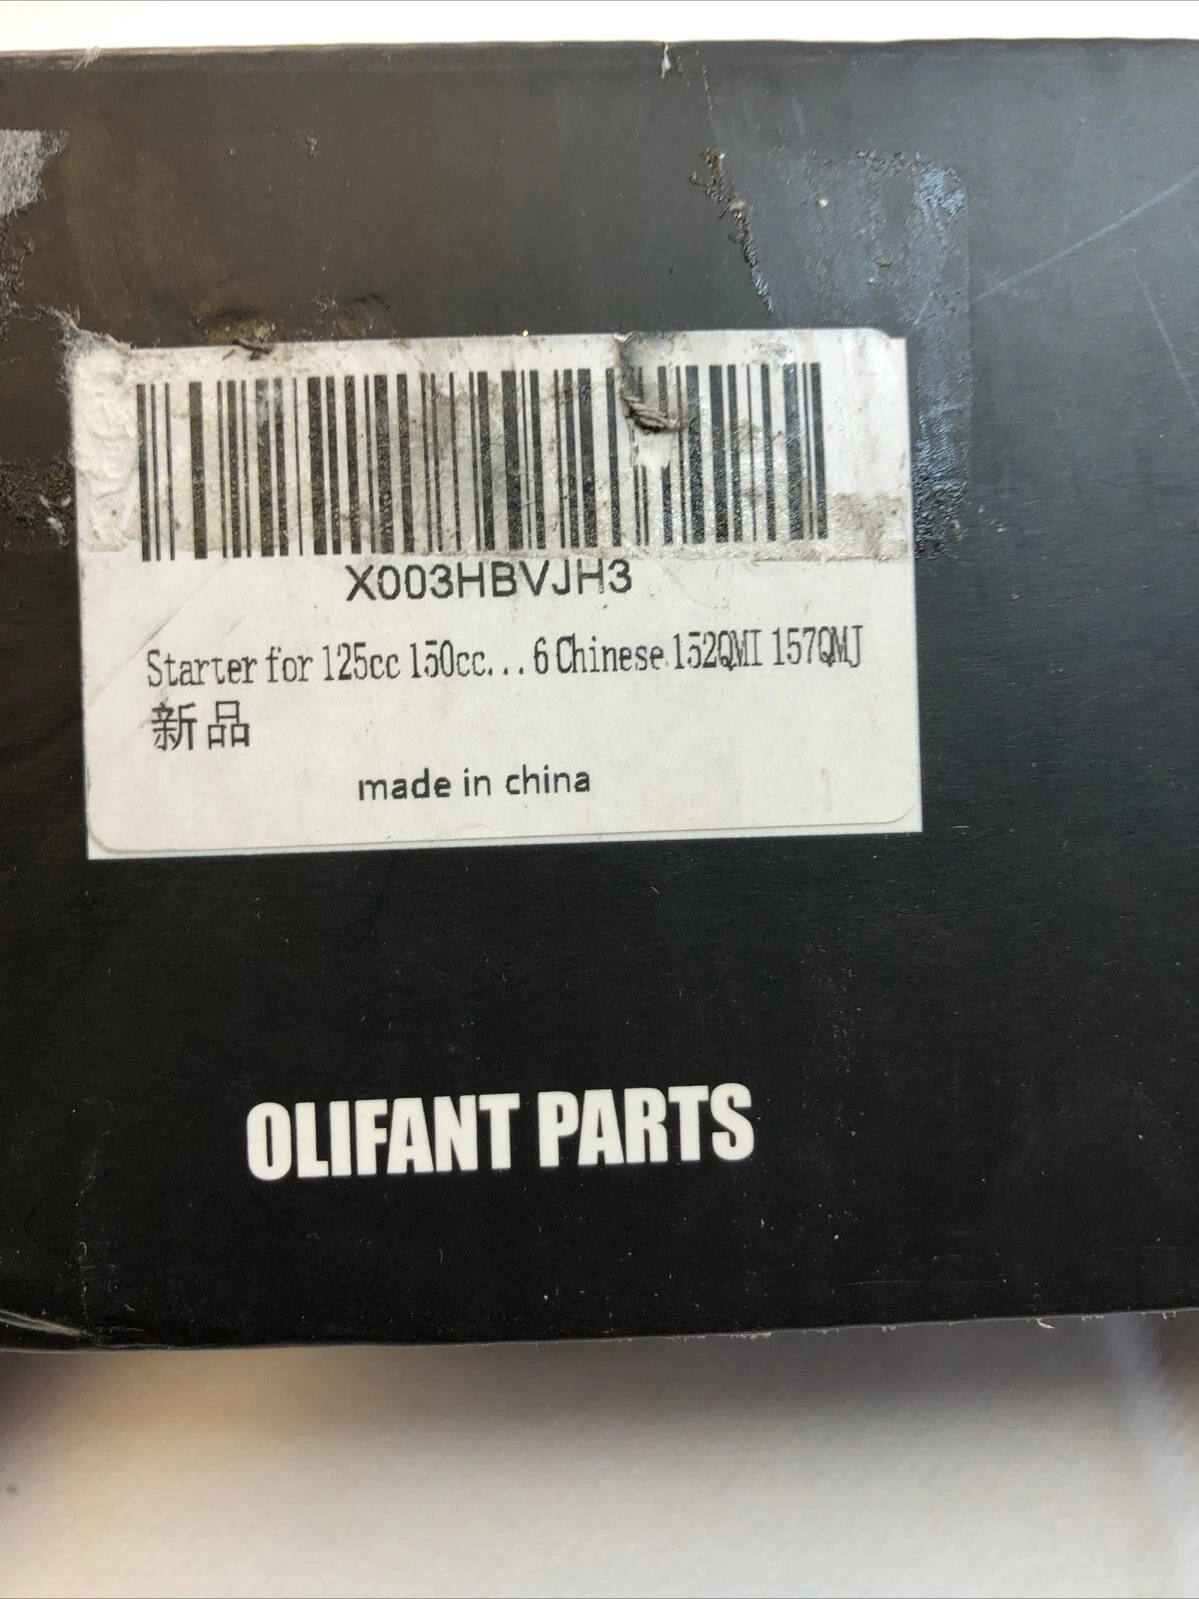 X003HBVJH3
Starter for 125cc 150cc...6 Chinese 152QMI 157QMJ
新品
made in china
OLIFANT PARTS